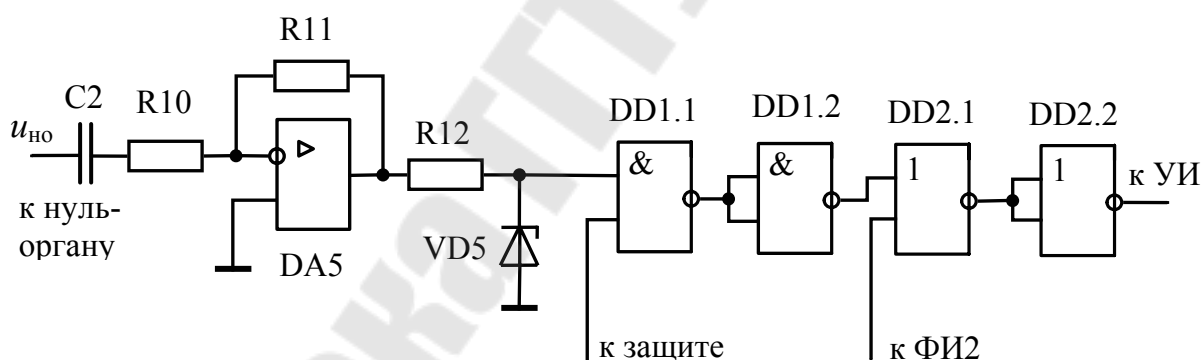 R11
C2
R10
DD1.1
DD1.2
DD2.1
DD2.2
uно
R12
&
&
1
1
к УИ
к нуль-
органу
DA5
VD5
к защите
к ФИ2